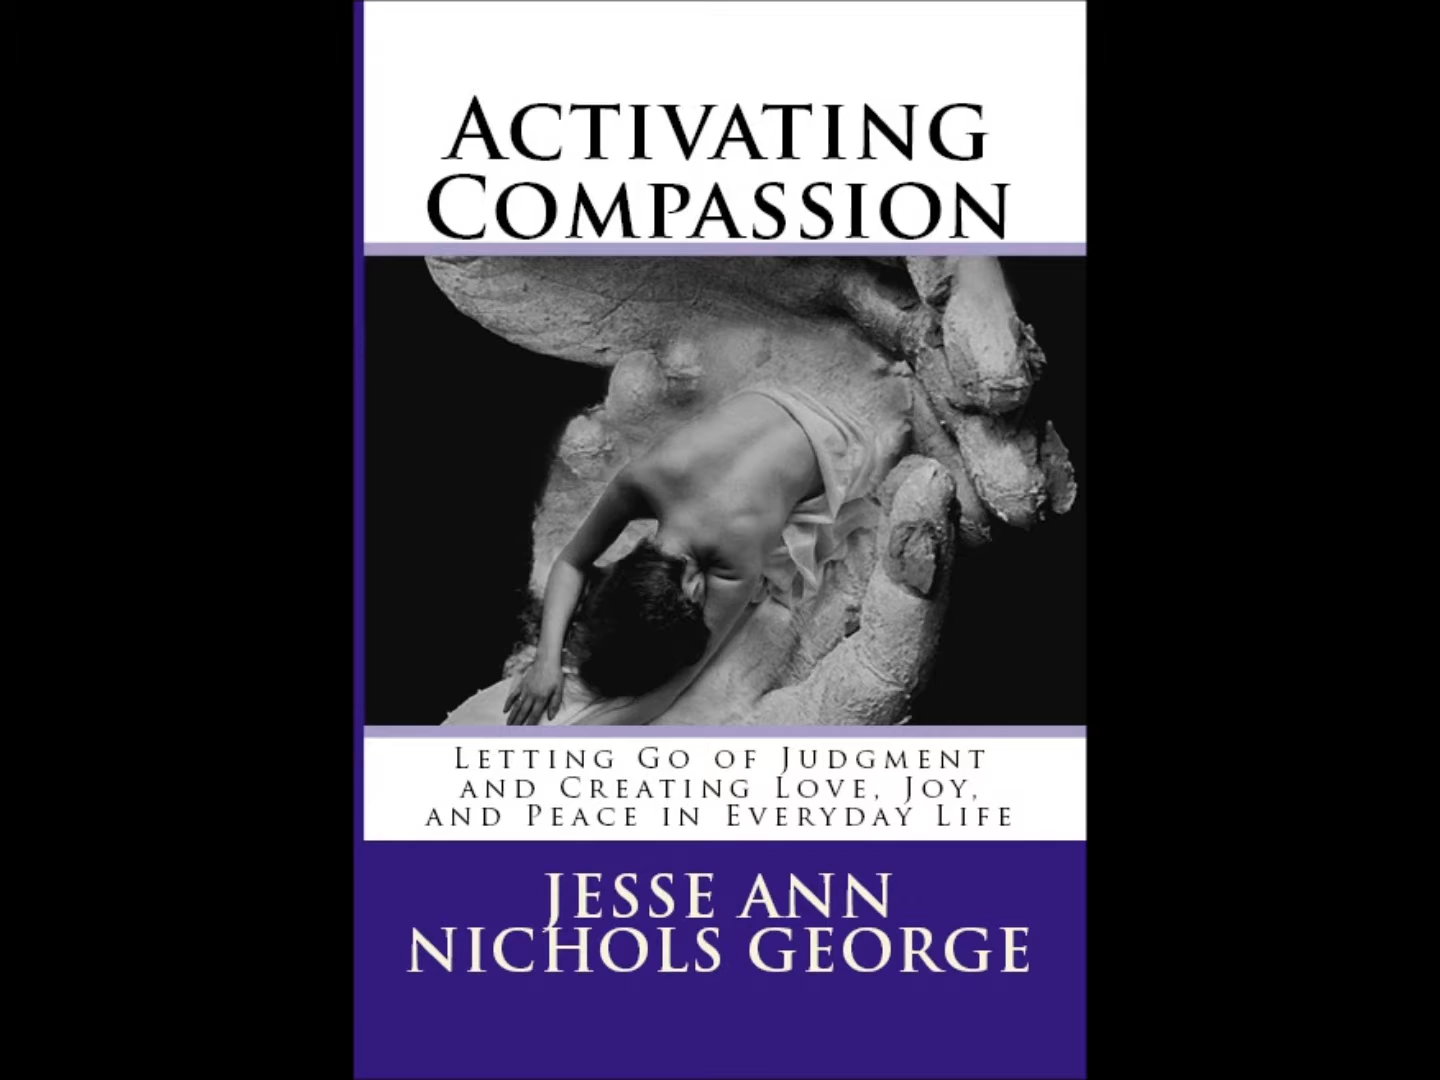 Activating
Compassion
Letting Go of Judgment
and Creating Love, Joy,
and Peace in Everyday Life
JESSE ANN
NICHOLS GEORGE